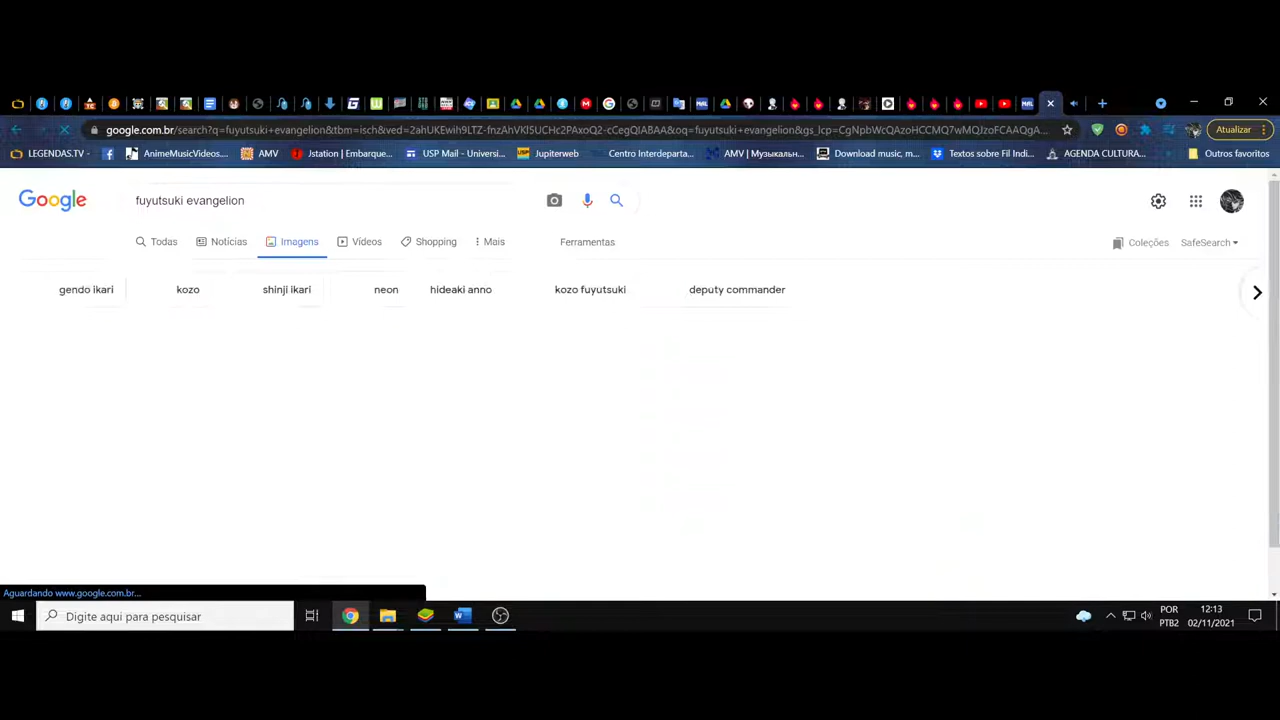 google.com.br/search?q=fuyutsuki+evangelion&tbm=isch&ved=2ahUKEwih9LTZ-fnzAhVKl5UCHc2PAxoQ2-cCegQIABAA&oq=fuyutsuki+evangelion&gs_lcp=CgNpbWcQAzoHCCMQ7wMQJzoFCAAQgA...
Atualizar
LEGENDAS.TV -
AnimeMusicVideos....
AMV
Jstation | Embarque...
USP Mail - Universi...
Jupiterweb
Centro Interdeparta...
AMV | Музыкальн...
Download music, m...
Textos sobre Fil Indi...
AGENDA CULTURA...
Outros favoritos
Google
fuyutsuki evangelion
Todas
Notícias
Imagens
Vídeos
Shopping
Mais
Ferramentas
Coleções
SafeSearch
gendo ikari
kozo
shinji ikari
neon
hideaki anno
kozo fuyutsuki
deputy commander
Aguardando www.google.com.br...
Digite aqui para pesquisar
POR
PTB2
12:13
02/11/2021